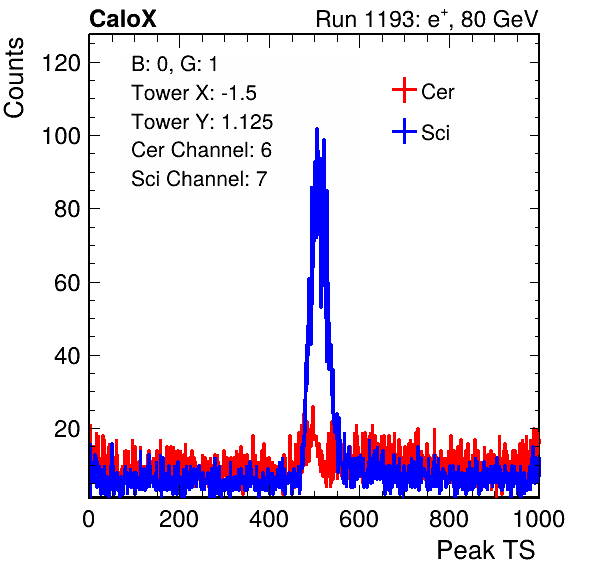 CaloX Run 1193: e⁺, 80 GeV
Counts
B: 0, G: 1
Tower X: -1.5
Tower Y: 1.125
Cer Channel: 6
Sci Channel: 7
Cer
Sci
120
100
80
60
40
20
0 200 400 600 800 1000
Peak TS